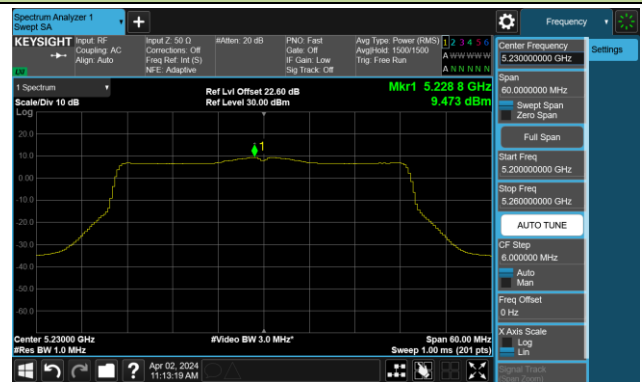 Spectrum Analyzer 1
Swept SA
Frequency
KEYSIGHT
Input: RF
Coupling: AC
Align: Auto
Input Z: 50 Ω
Corrections: Off
Freq Ref: Int (S)
NFE: Adaptive
#Atten: 20 dB
PNO: Fast
Gate: Off
IF Gain: Low
Sig Track: Off
Avg Type: Power (RMS)
Avg|Hold: 1500/1500
Trig: Free Run
1 2 3 4 5 6
A W W W W W
A N N N N N
LXI
1 Spectrum
Scale/Div 10 dB
Log
Ref Lvl Offset 22.60 dB
Ref Level 30.00 dBm
Mkr1 5.228 8 GHz
9.473 dBm
1
20.0
10.0
0.00
-10.0
-20.0
-30.0
-40.0
-50.0
-60.0
Center 5.23000 GHz
#Res BW 1.0 MHz
#Video BW 3.0 MHz*
Span 60.00 MHz
Sweep 1.00 ms (201 pts)
Apr 02, 2024
11:13:19 AM
Center Frequency
5.230000000 GHz
Settings
Span
60.0000000 MHz
Swept Span
Zero Span
Full Span
Start Freq
5.200000000 GHz
Stop Freq
5.260000000 GHz
AUTO TUNE
CF Step
6.000000 MHz
Auto
Man
Freq Offset
0 Hz
X Axis Scale
Log
Lin
Signal Track
(Span Zoom)